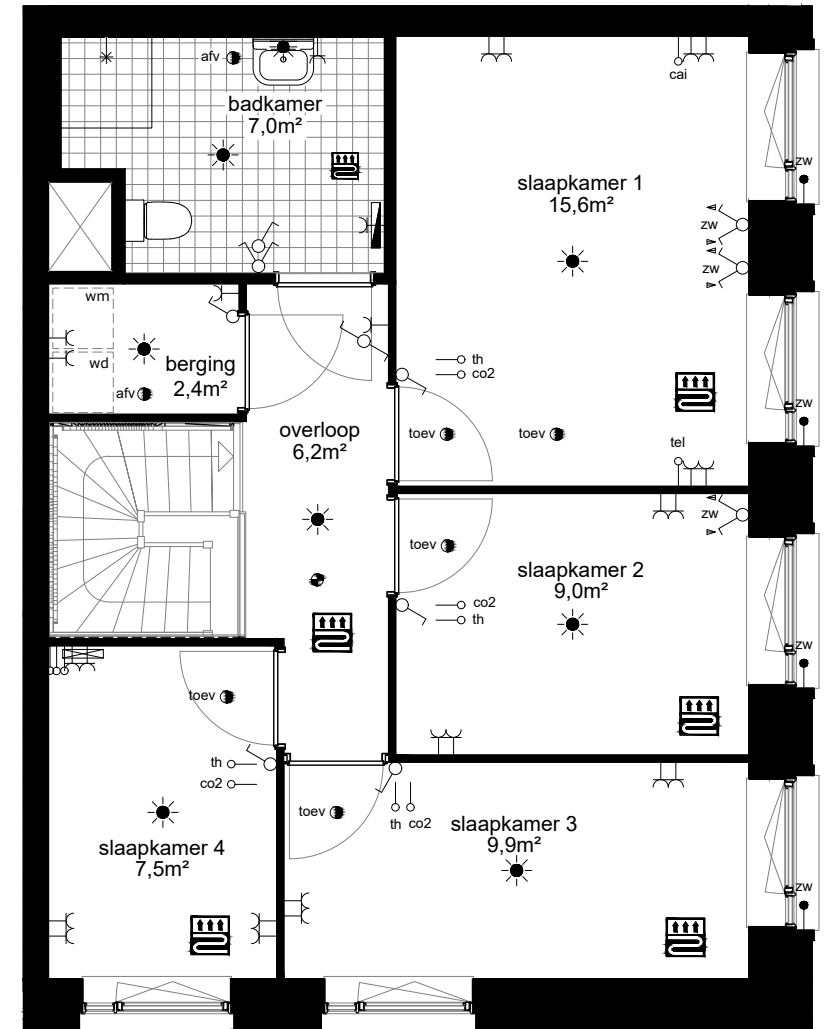 afv
cai
badkamer
7,0m²
zw
slaapkamer 1
15,6m²
zw
zw
wm
wd
berging
2,4m²
afv
th
co2
zw
overloop
6,2m²
toev
toev
tel
zw
toev
slaapkamer 2
9,0m²
co2
th
zw
toev
th
co2
toev
th co2
slaapkamer 3
9,9m²
slaapkamer 4
7,5m²
zw